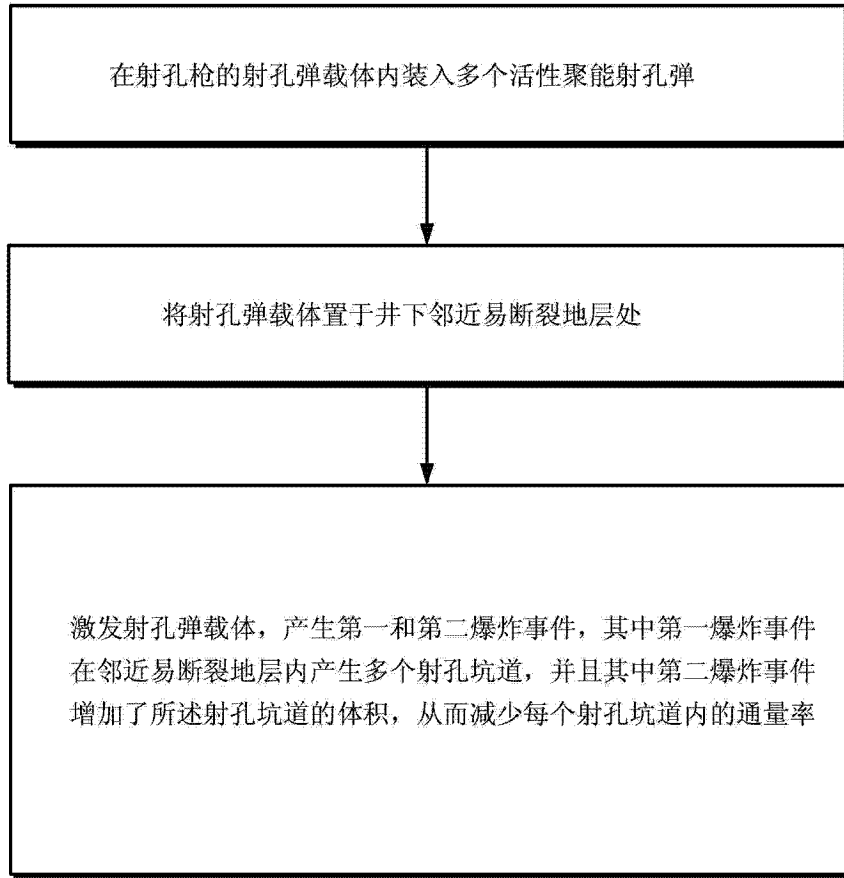 在射孔枪的射孔弹载体内装入多个活性聚能射孔弹
将射孔弹载体置于井下邻近易断裂地层处
激发射孔弹载体，产生第一和第二爆炸事件，其中第一爆炸事件
在邻近易断裂地层内产生多个射孔坑道，并且其中第二爆炸事件
增加了所述射孔坑道的体积，从而减少每个射孔坑道内的通量率